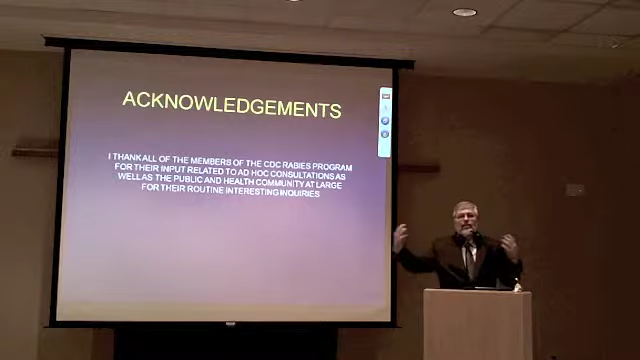 ACKNOWLEDGEMENTS
I THANK ALL OF THE MEMBERS OF THE CDC RABIES PROGRAM
FOR THEIR INPUT RELATED TO AD HOC CONSULTATIONS AS
WELL AS THE PUBLIC AND HEALTH COMMUNITY AT LARGE
FOR THEIR ROUTINE INTERESTING INQUIRIES